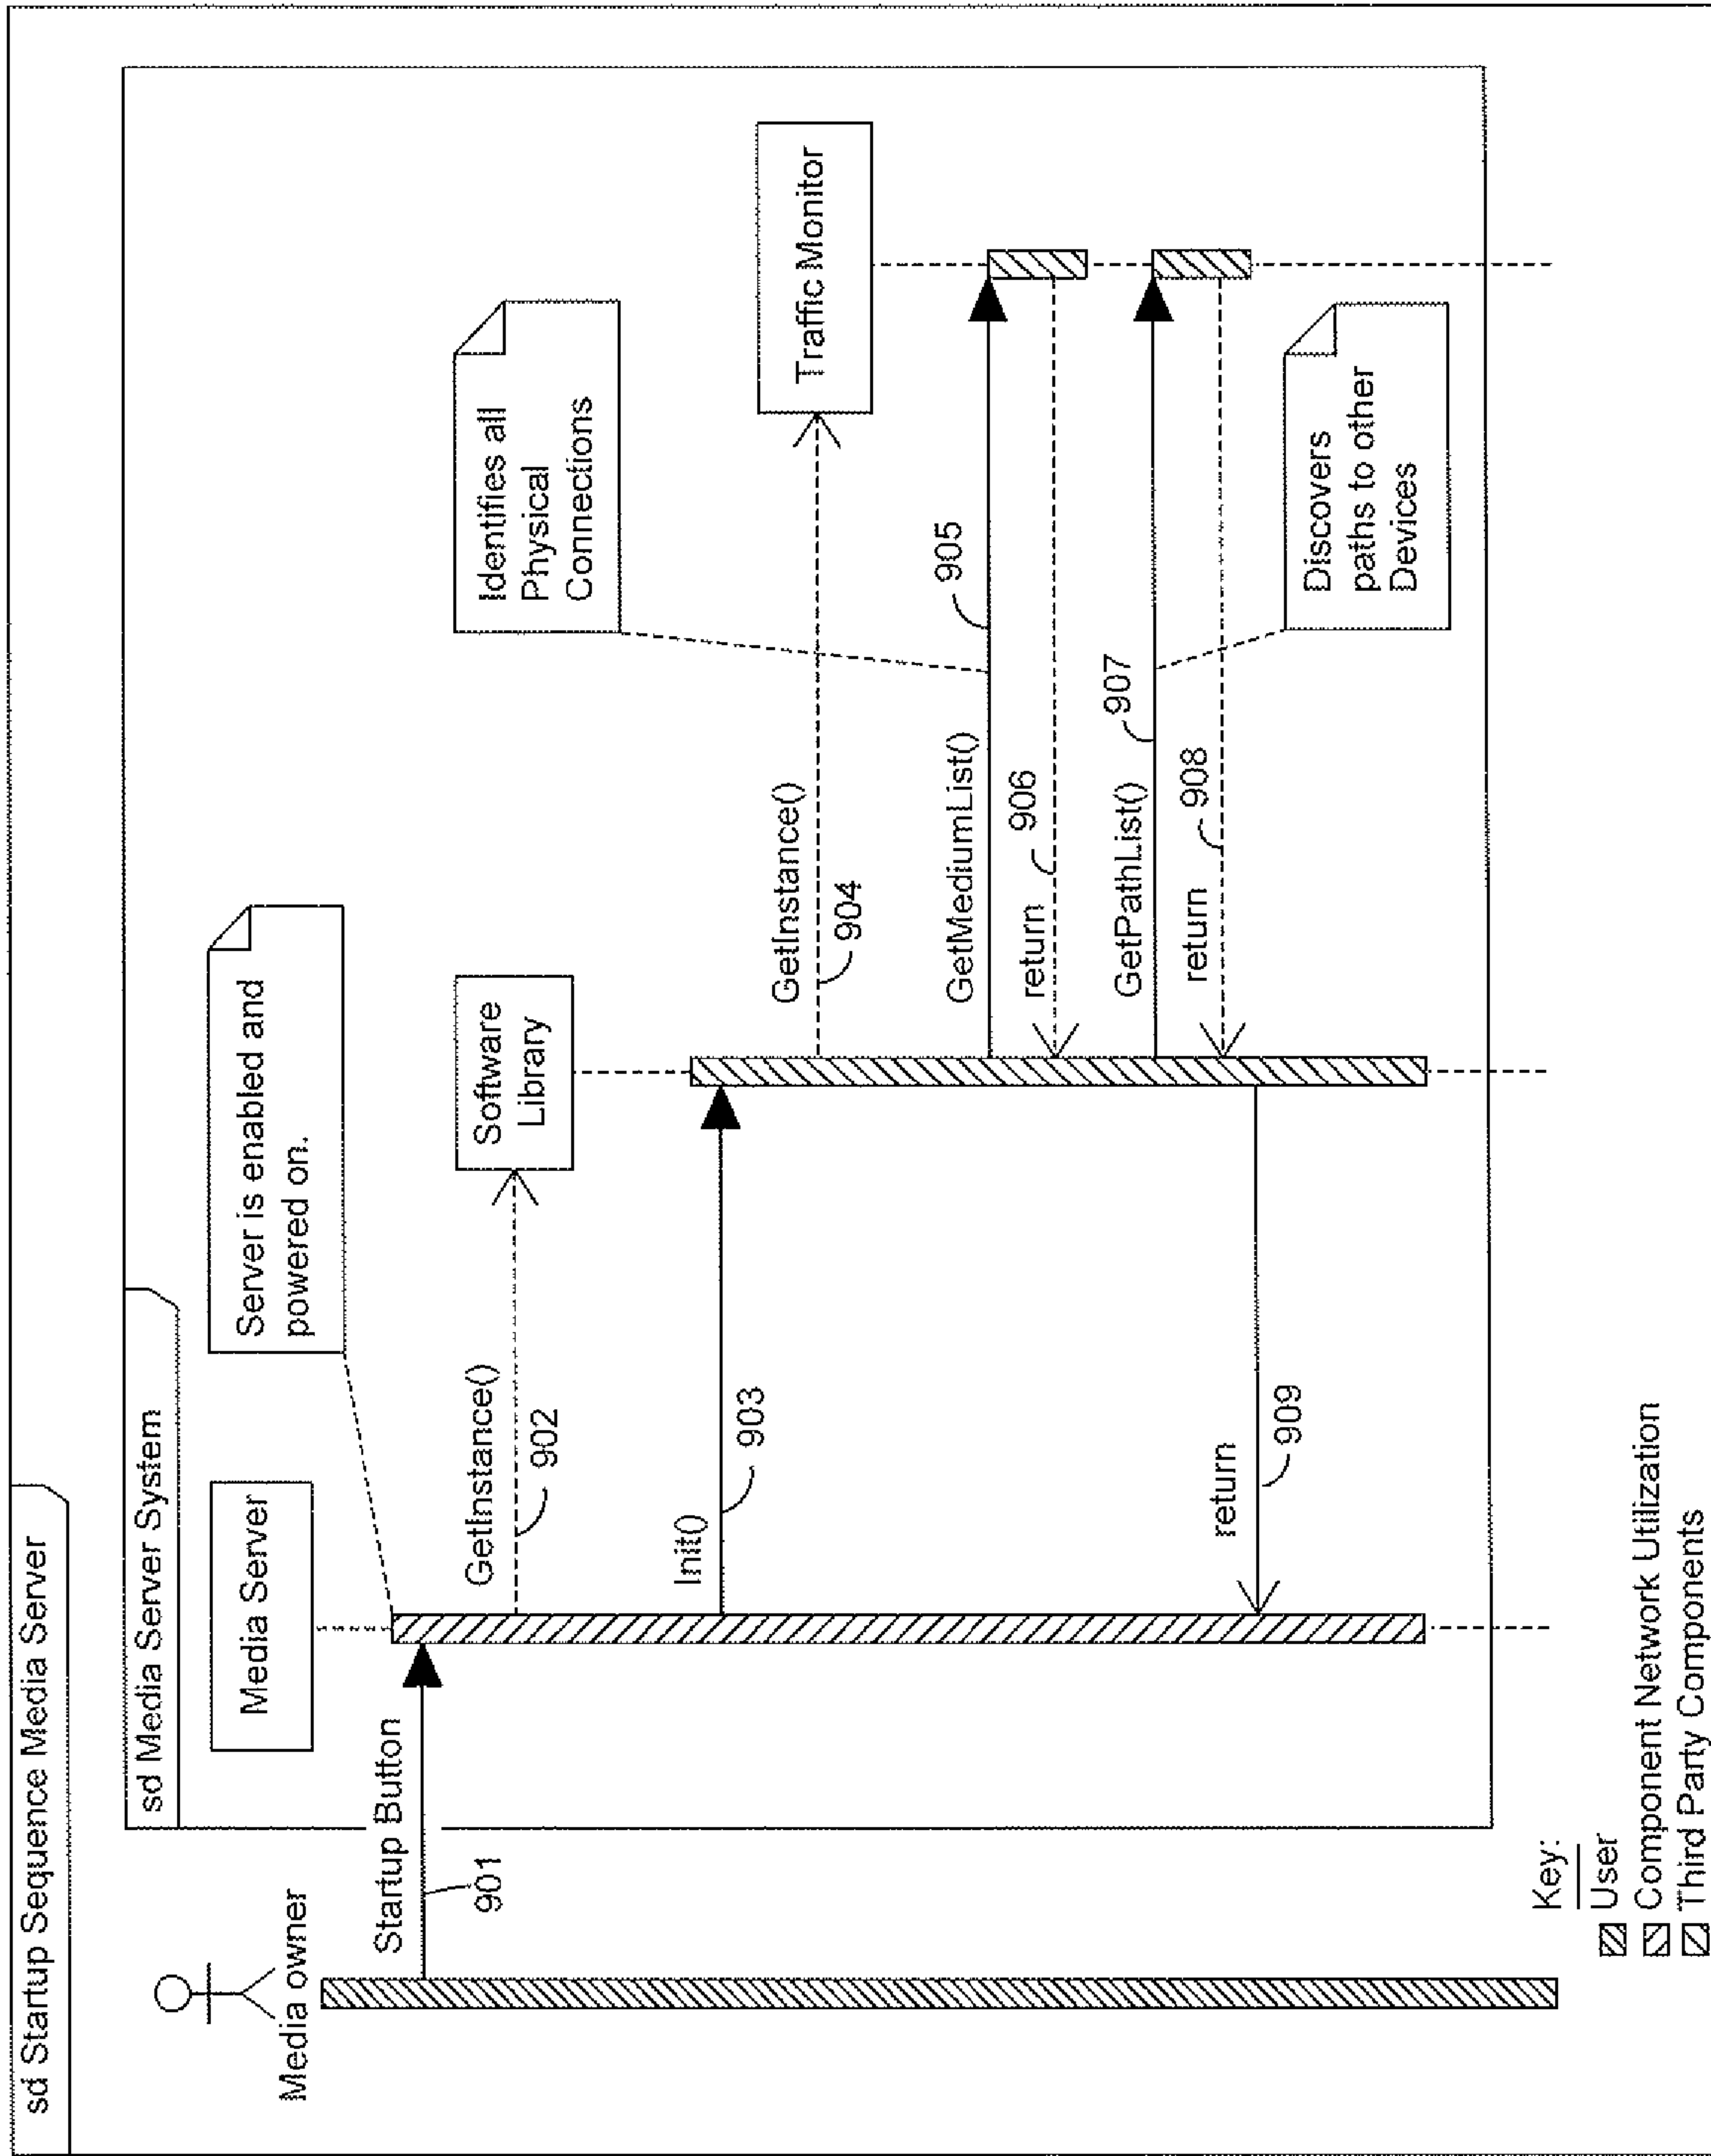 sd Startup Sequence Media Server
sd Media Server System
Media owner
Media Server
Server is enabled and
powered on.
Startup Button
901
GetInstance()
902
Software
Library
Init()
903
GetInstance()
904
Traffic Monitor
Identifies all
Physical
Connections
GetMediumList()
905
return
906
GetPathList()
907
return
908
Discovers
paths to other
Devices
return
909
Key:
User
Component Network Utilization
Third Party Components